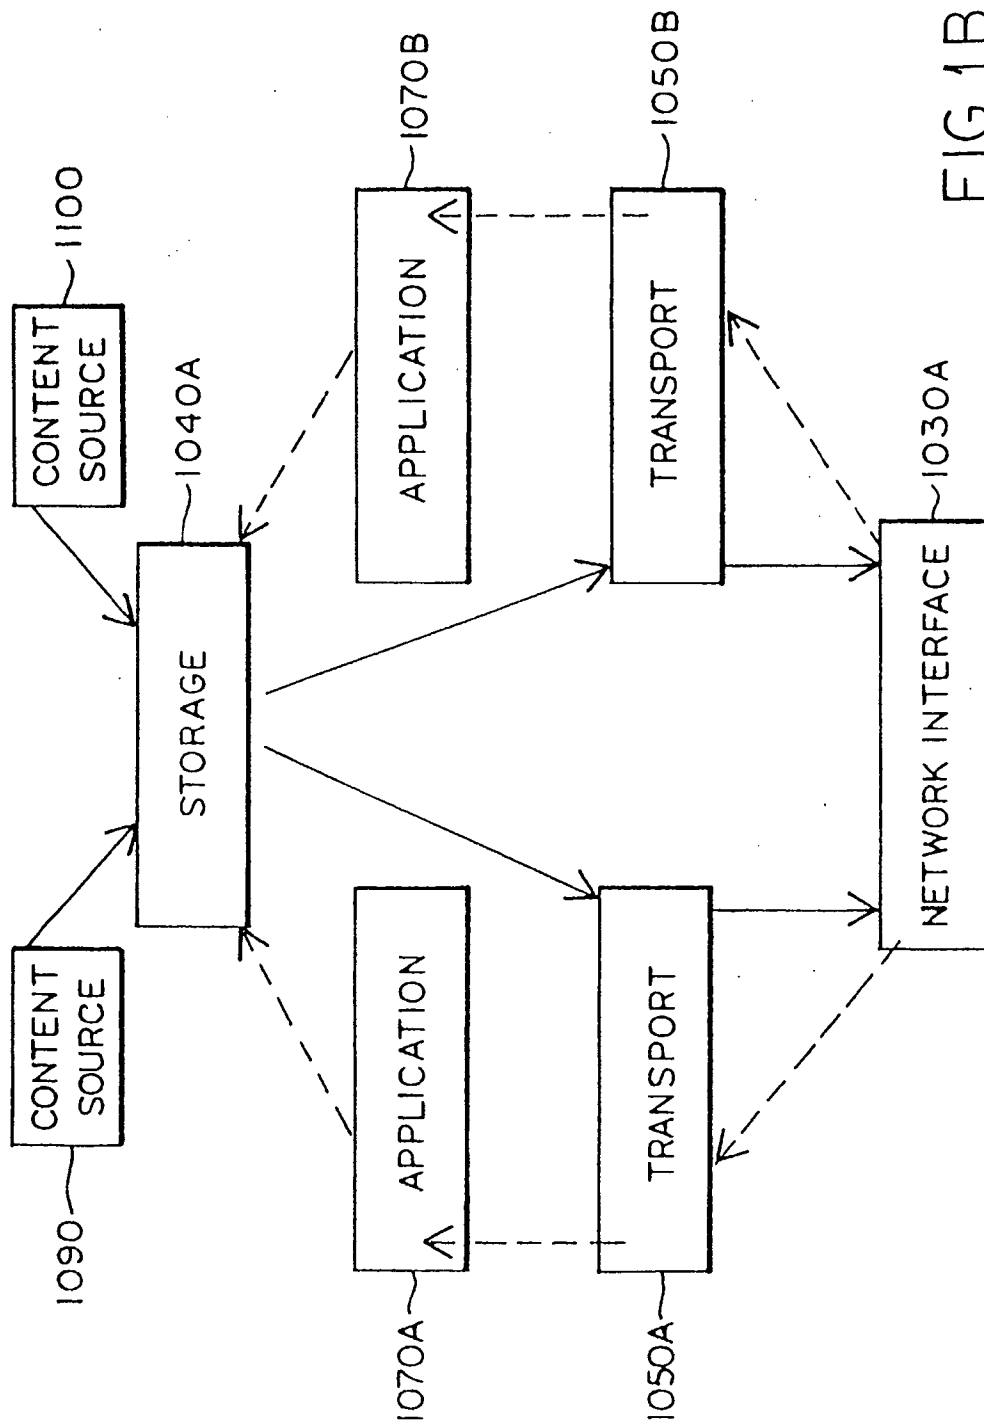 1090
CONTENT
SOURCE
CONTENT
SOURCE
1100
STORAGE
1040A
1070A
APPLICATION
APPLICATION
1070B
1050A
TRANSPORT
TRANSPORT
1050B
NETWORK INTERFACE
1030A
FIG 1B